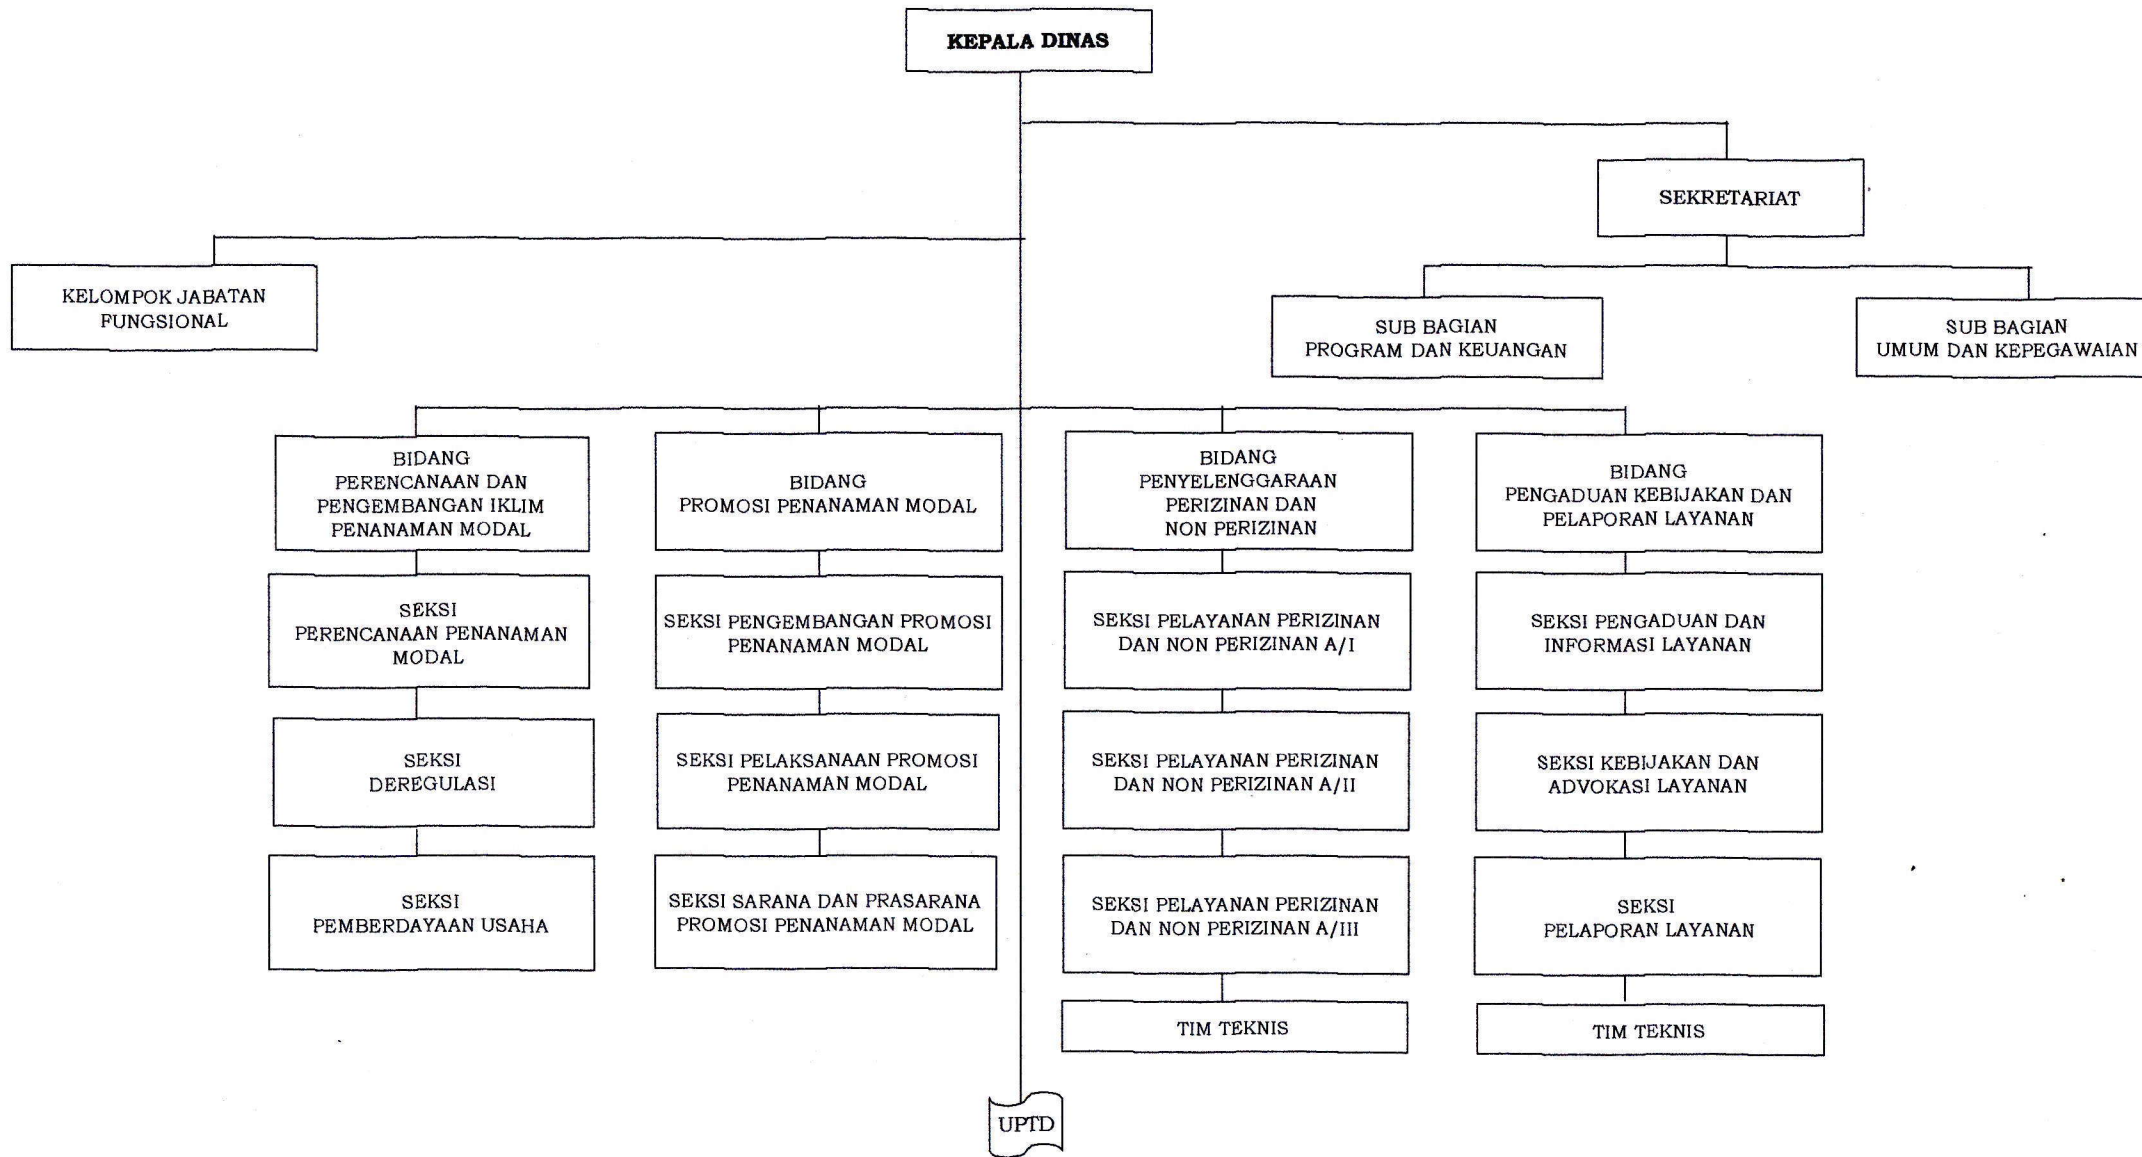 KEPALA DINAS
SEKRETARIAT
KELOMPOK JABATAN
FUNGSIONAL
SUB BAGIAN
PROGRAM DAN KEUANGAN
SUB BAGIAN
UMUM DAN KEPEGAWAIAN
BIDANG
PERENCANAAN DAN
PENGEMBANGAN IKLIM
PENANAMAN MODAL
BIDANG
PROMOSI PENANAMAN MODAL
BIDANG
PENYELENGGARAAN
PERIZINAN DAN
NON PERIZINAN
BIDANG
PENGADUAN KEBIJAKAN DAN
PELAPORAN LAYANAN
SEKSI
PERENCANAAN PENANAMAN
MODAL
SEKSI PENGEMBANGAN PROMOSI
PENANAMAN MODAL
SEKSI PELAYANAN PERIZINAN
DAN NON PERIZINAN A/I
SEKSI PENGADUAN DAN
INFORMASI LAYANAN
SEKSI
DEREGULASI
SEKSI PELAKSANAAN PROMOSI
PENANAMAN MODAL
SEKSI PELAYANAN PERIZINAN
DAN NON PERIZINAN A/II
SEKSI KEBIJAKAN DAN
ADVOKASI LAYANAN
SEKSI
PEMBERDAYAAN USAHA
SEKSI SARANA DAN PRASARANA
PROMOSI PENANAMAN MODAL
SEKSI PELAYANAN PERIZINAN
DAN NON PERIZINAN A/III
SEKSI
PELAPORAN LAYANAN
TIM TEKNIS
TIM TEKNIS
UPTD